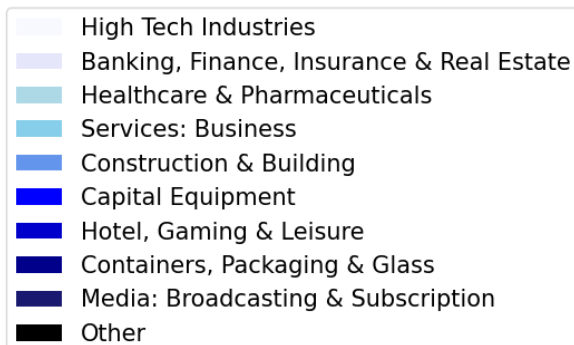 High Tech Industries
Banking, Finance, Insurance & Real Estate
Healthcare & Pharmaceuticals
Services: Business
Construction & Building
Capital Equipment
Hotel, Gaming & Leisure
Containers, Packaging & Glass
Media: Broadcasting & Subscription
Other